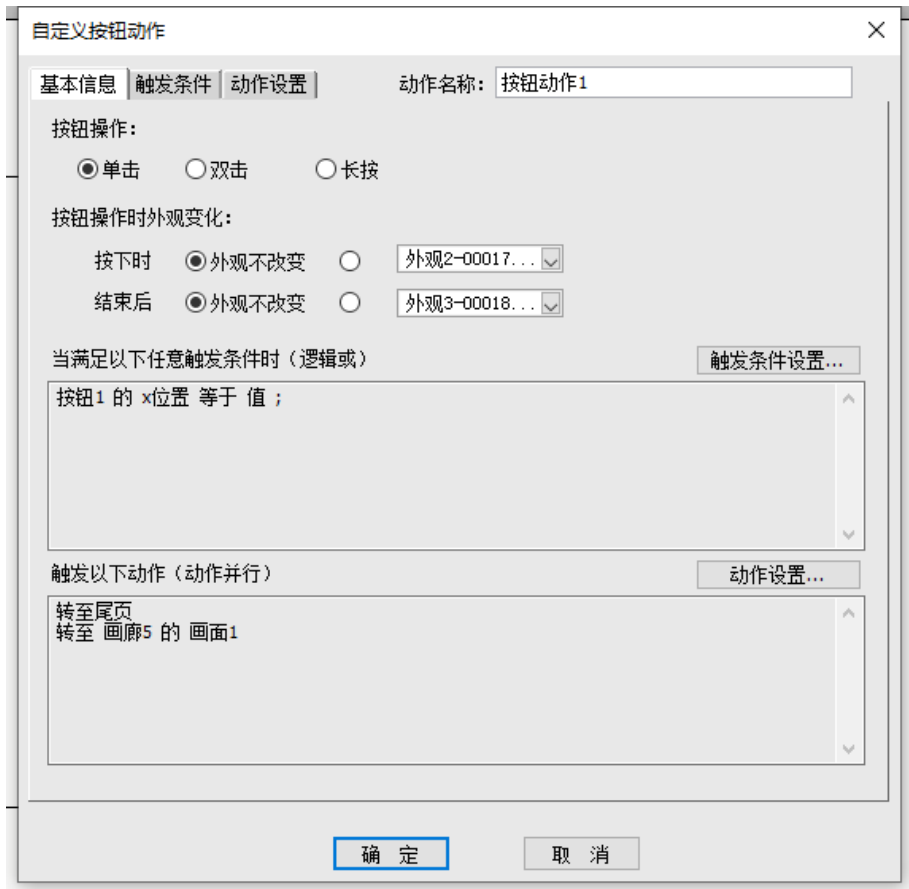 自定义按钮动作
基本信息 触发条件 动作设置 动作名称: 按钮动作1
按钮操作:
单击 双击 长按
按钮操作时外观变化:
按下时 外观不改变 外观2-00017...
结束后 外观不改变 外观3-00018...
当满足以下任意触发条件时(逻辑或) 触发条件设置...
按钮1 的 x位置 等于 值 ;
触发以下动作(动作并行) 动作设置...
转至尾页
转至 画廊5 的 画面1
确 定 取 消